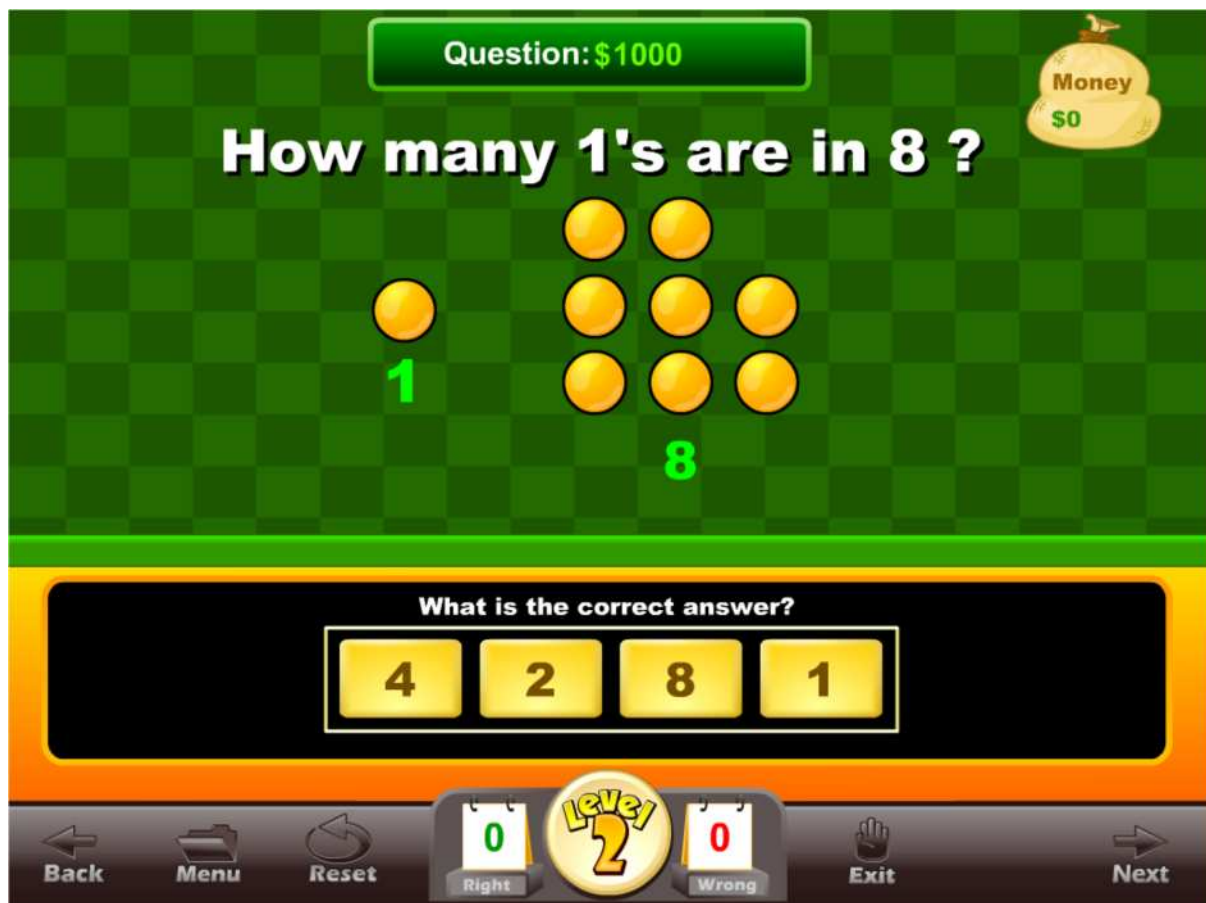 Question: $1000
Money
$0
How many 1's are in 8 ?
1
8
What is the correct answer?
4 2 8 1
Back
Menu
Reset
0
Right
Level
2
0
Wrong
Exit
Next